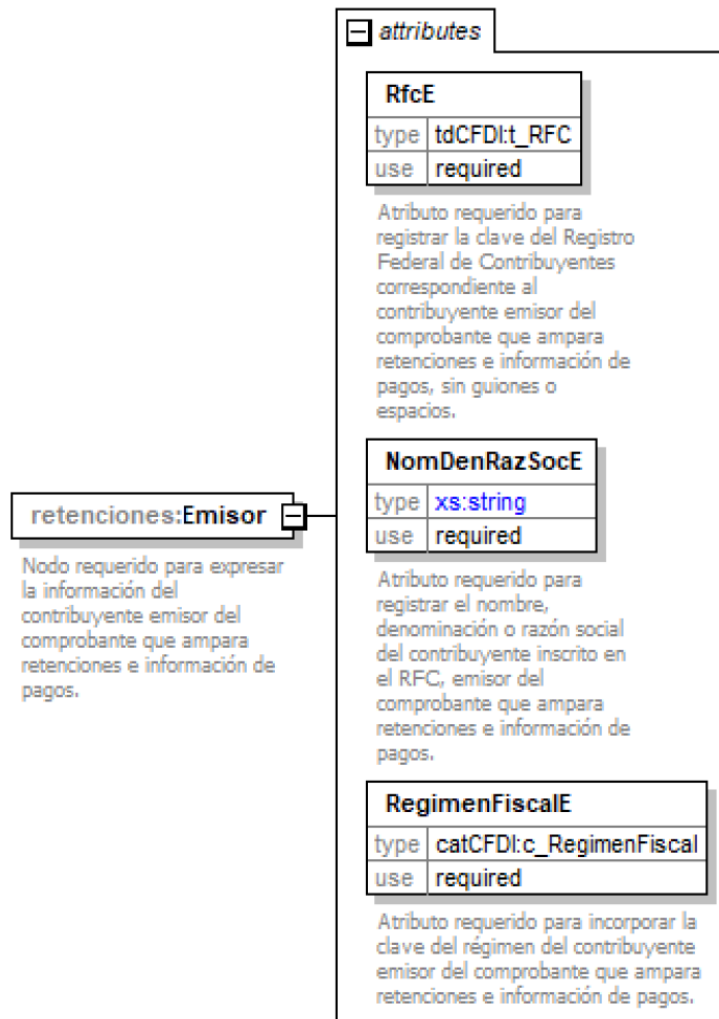 attributes
RfcE
type tdCFDI:t_RFC
use required
Atributo requerido para
registrar la clave del Registro
Federal de Contribuyentes
correspondiente al
contribuyente emisor del
comprobante que ampara
retenciones e información de
pagos, sin guiones o
espacios.
NomDenRazSocE
type xs:string
use required
Atributo requerido para
registrar el nombre,
denominación o razón social
del contribuyente inscrito en
el RFC, emisor del
comprobante que ampara
retenciones e información de
pagos.
retenciones:Emisor
Nodo requerido para expresar
la información del
contribuyente emisor del
comprobante que ampara
retenciones e información de
pagos.
RegimenFiscalE
type catCFDI:c_RegimenFiscal
use required
Atributo requerido para incorporar la
clave del régimen del contribuyente
emisor del comprobante que ampara
retenciones e información de pagos.